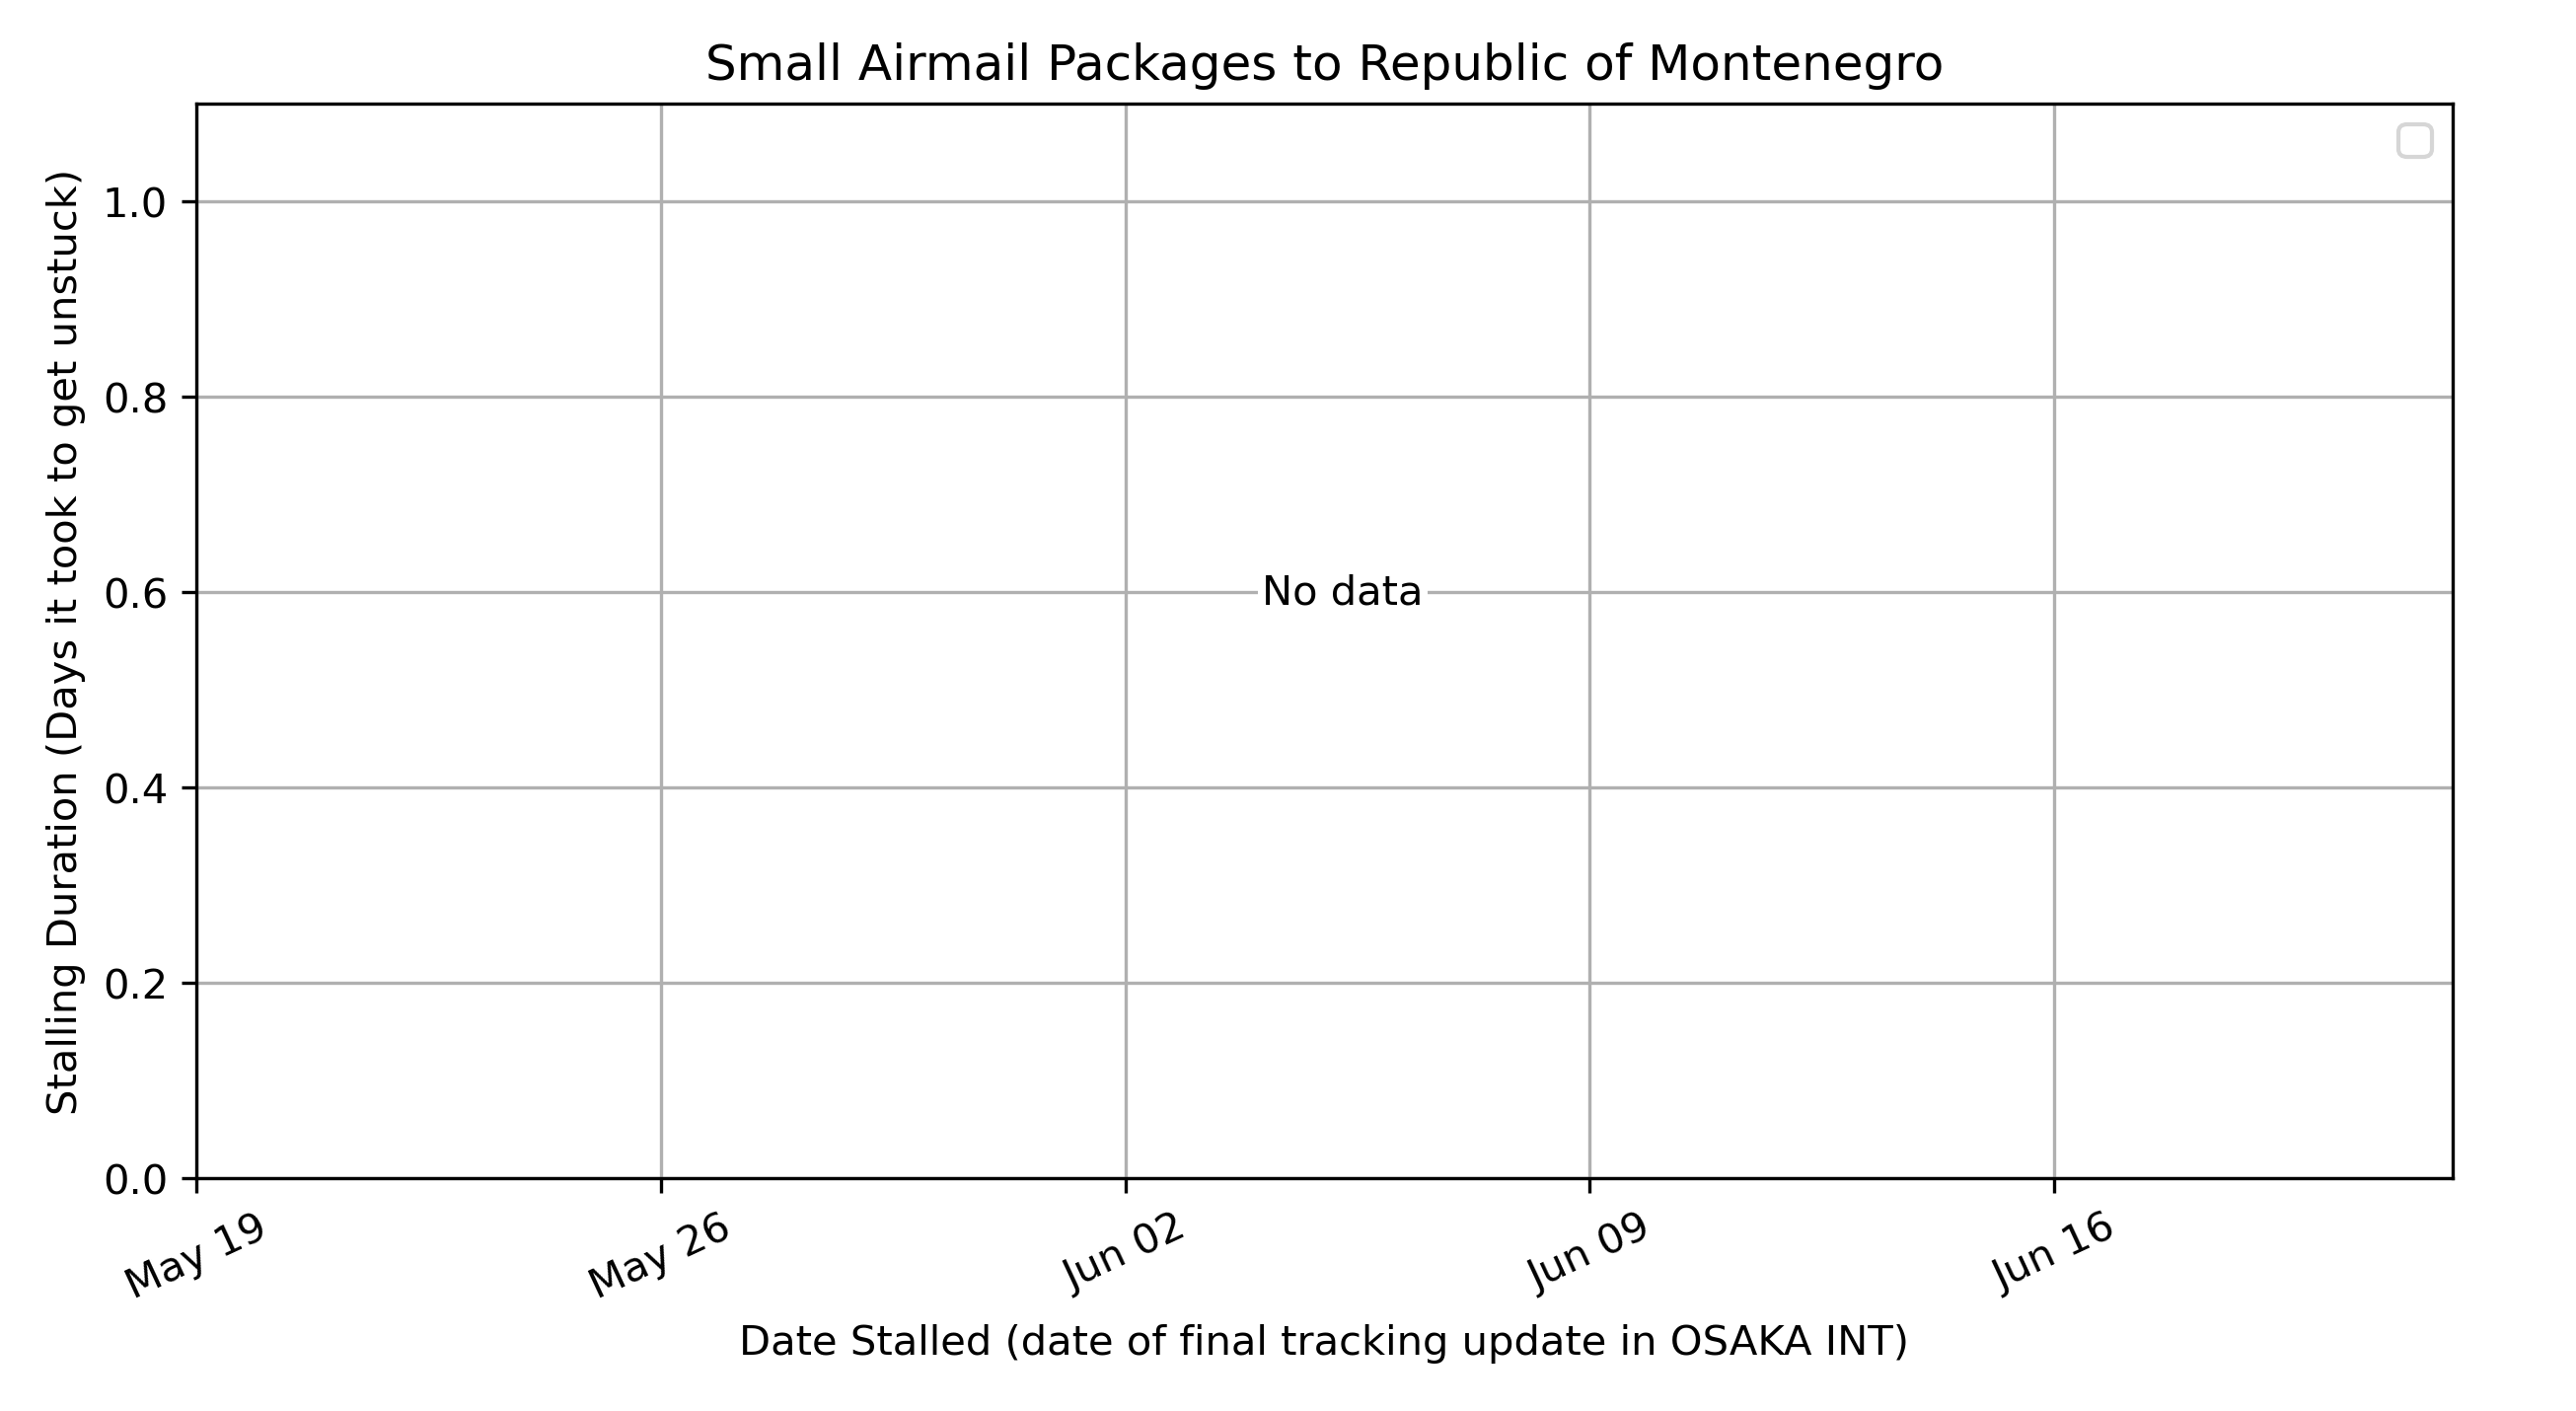 Small Airmail Packages to Republic of Montenegro
Stalling Duration (Days it took to get unstuck)
1.0
0.8
0.6
0.4
0.2
0.0
No data
May 19
May 26
Jun 02
Jun 09
Jun 16
Date Stalled (date of final tracking update in OSAKA INT)